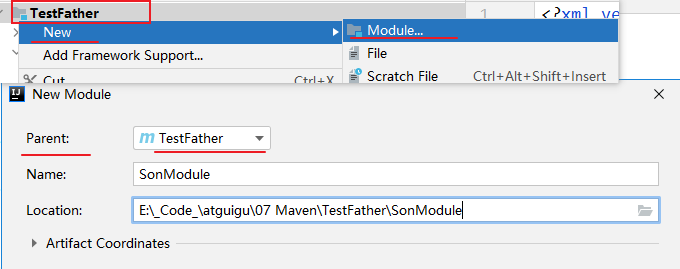 TestFather
1
<?xml ve
New
Module...
Add Framework Support...
File
Cut
Ctrl+X
Scratch File
Ctrl+Alt+Shift+Insert
New Module
Parent:
m TestFather
Name:
SonModule
Location:
E:\_Code_\atguigu\07 Maven\TestFather\SonModule
Artifact Coordinates